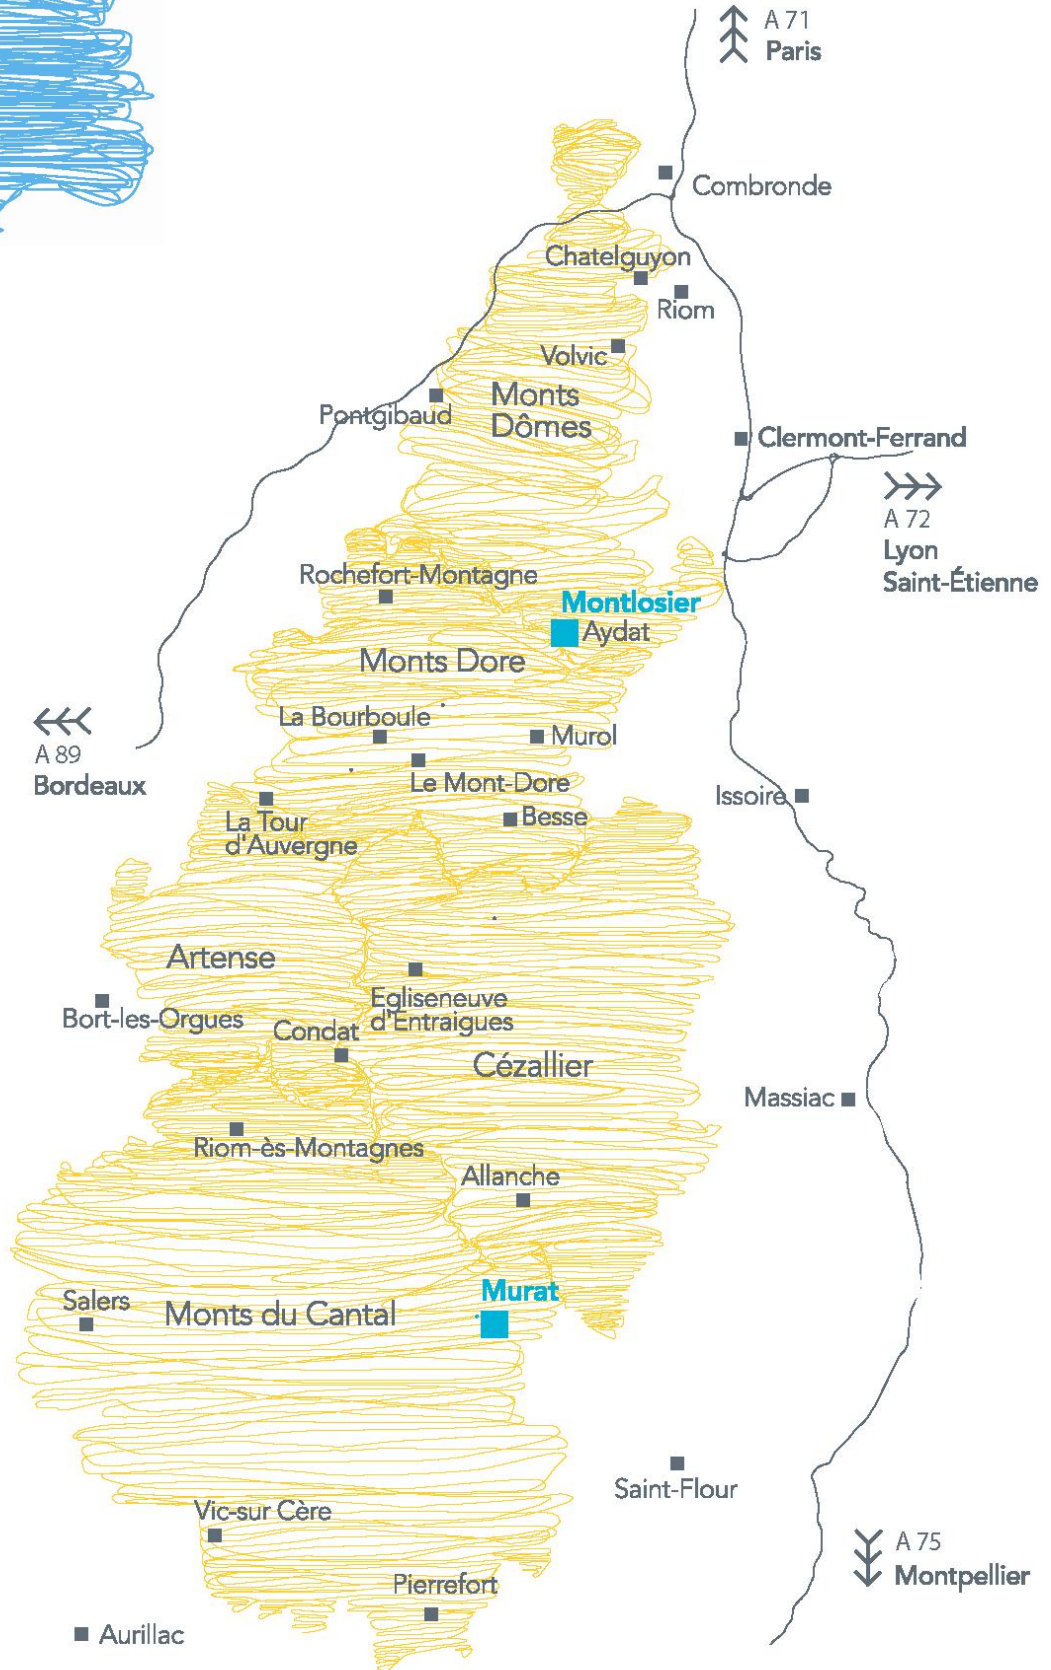 A 71
Paris
Combronde
Chatelguyon
Riom
Volvic
Monts
Dômes
Pontgibaud
Clermont-Ferrand
A 72
Lyon
Saint-Étienne
Rochefort-Montagne
Montlosier
Aydat
Monts Dore
La Bourboule
Murol
A 89
Bordeaux
Le Mont-Dore
Issoire
La Tour
d'Auvergne
Besse
Artense
Egliseneuve
d'Entraigues
Bort-les-Orgues
Condat
Cézallier
Massiac
Riom-ès-Montagnes
Allanche
Murat
Salers
Monts du Cantal
Saint-Flour
Vic-sur Cère
A 75
Montpellier
Pierrefort
Aurillac